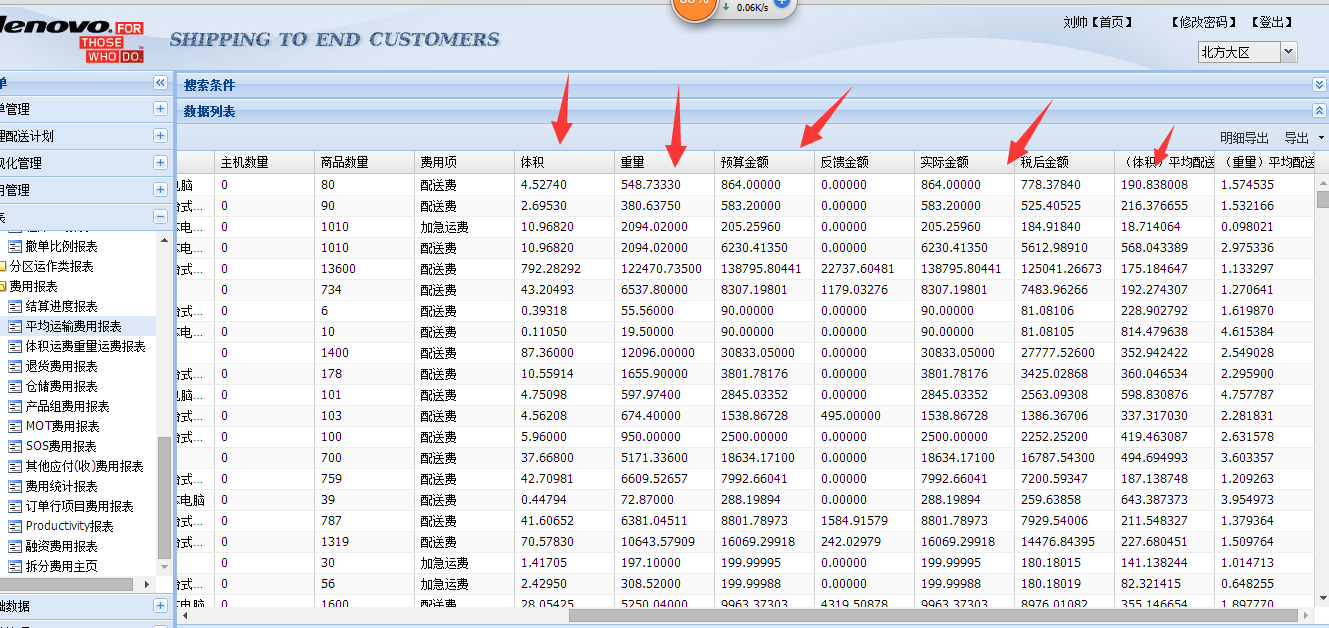 lenovo FOR THOSE WHO DO.
SHIPPING TO END CUSTOMERS
0.06K/s
刘帅【首页】 【修改密码】 【登出】
北方大区
单
单管理
理配送计划
视化管理
用管理
表
撤单比例报表
分区运作类报表
费用报表
结算进度报表
平均运输费用报表
体积运费重量运费报表
退货费用报表
仓储费用报表
产品组费用报表
MOT费用报表
SOS费用报表
其他应付(收)费用报表
费用统计报表
订单行项目费用报表
Productivity报表
融资费用报表
拆分费用主页
础数据
搜索条件
数据列表
明细导出 导出
主机数量 商品数量 费用项 体积 重量 预算金额 反馈金额 实际金额 税后金额 (体积)平均配送 (重量)平均配送
电脑 0 80 配送费 4.52740 548.73330 864.00000 0.00000 864.00000 778.37840 190.838008 1.574535
台式... 0 90 配送费 2.69530 380.63750 583.20000 0.00000 583.20000 525.40525 216.376655 1.532166
本电... 0 1010 加急运费 10.96820 2094.02000 205.25960 0.00000 205.25960 184.91840 18.714064 0.098021
本电... 0 1010 配送费 10.96820 2094.02000 6230.41350 0.00000 6230.41350 5612.98910 568.043389 2.975336
台式... 0 13600 配送费 792.28292 122470.73500 138795.80441 22737.60481 138795.80441 125041.26673 175.184647 1.133297
0 734 配送费 43.20493 6537.80000 8307.19801 1179.03276 8307.19801 7483.96266 192.274307 1.270641
台式... 0 6 配送费 0.39318 55.56000 90.00000 0.00000 90.00000 81.08106 228.902792 1.619870
本电... 0 10 配送费 0.11050 19.50000 90.00000 0.00000 90.00000 81.08105 814.479638 4.615384
0 1400 配送费 87.36000 12096.00000 30833.05000 0.00000 30833.05000 27777.52600 352.942422 2.549028
台式... 0 178 配送费 10.55914 1655.90000 3801.78176 0.00000 3801.78176 3425.02868 360.046534 2.295900
电脑... 0 101 配送费 4.75098 597.97400 2845.03352 0.00000 2845.03352 2563.09308 598.830876 4.757787
台式... 0 103 配送费 4.56208 674.40000 1538.86728 495.00000 1538.86728 1386.36706 337.317030 2.281831
台式... 0 100 配送费 5.96000 950.00000 2500.00000 0.00000 2500.00000 2252.25200 419.463087 2.631578
0 700 配送费 37.66800 5171.33600 18634.17100 0.00000 18634.17100 16787.54300 494.694993 3.603357
台式... 0 759 配送费 42.70981 6609.52657 7992.66041 0.00000 7992.66041 7200.59347 187.138748 1.209263
本电脑 0 39 配送费 0.44794 72.87000 288.19894 0.00000 288.19894 259.63858 643.387373 3.954973
台式... 0 787 配送费 41.60652 6381.04511 8801.78973 1584.91579 8801.78973 7929.54006 211.548327 1.379364
台式... 0 1319 配送费 70.57830 10643.57909 16069.29918 242.02979 16069.29918 14476.84395 227.680451 1.509764
0 30 加急运费 1.41705 197.10000 199.99995 0.00000 199.99995 180.18015 141.138244 1.014713
台式... 0 56 加急运费 2.42950 308.52000 199.99988 0.00000 199.99988 180.18019 82.321415 0.648255
本电脑 0 1600 配送费 28.05425 5250.04000 9963.37303 4319.50878 9963.37303 8976.01082 355.146654 1.897770